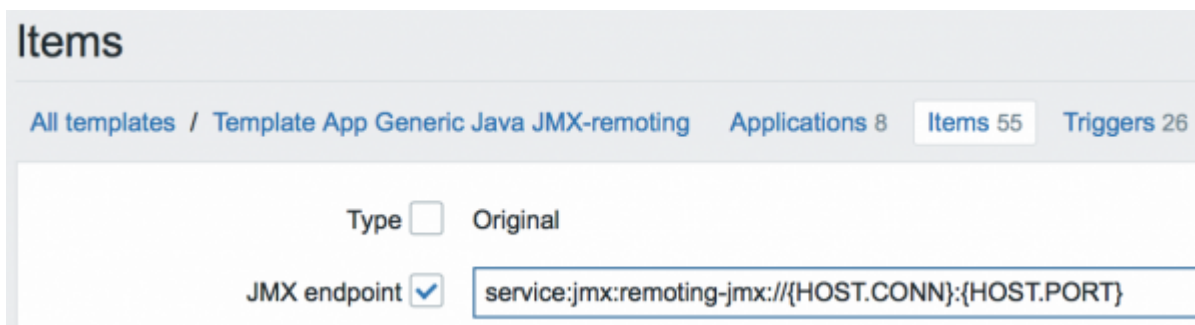 Items
All templates / Template App Generic Java JMX-remoting Applications 8 Items 55 Triggers 26
Type Original
JMX endpoint service:jmx:remoting-jmx://{HOST.CONN}:{HOST.PORT}